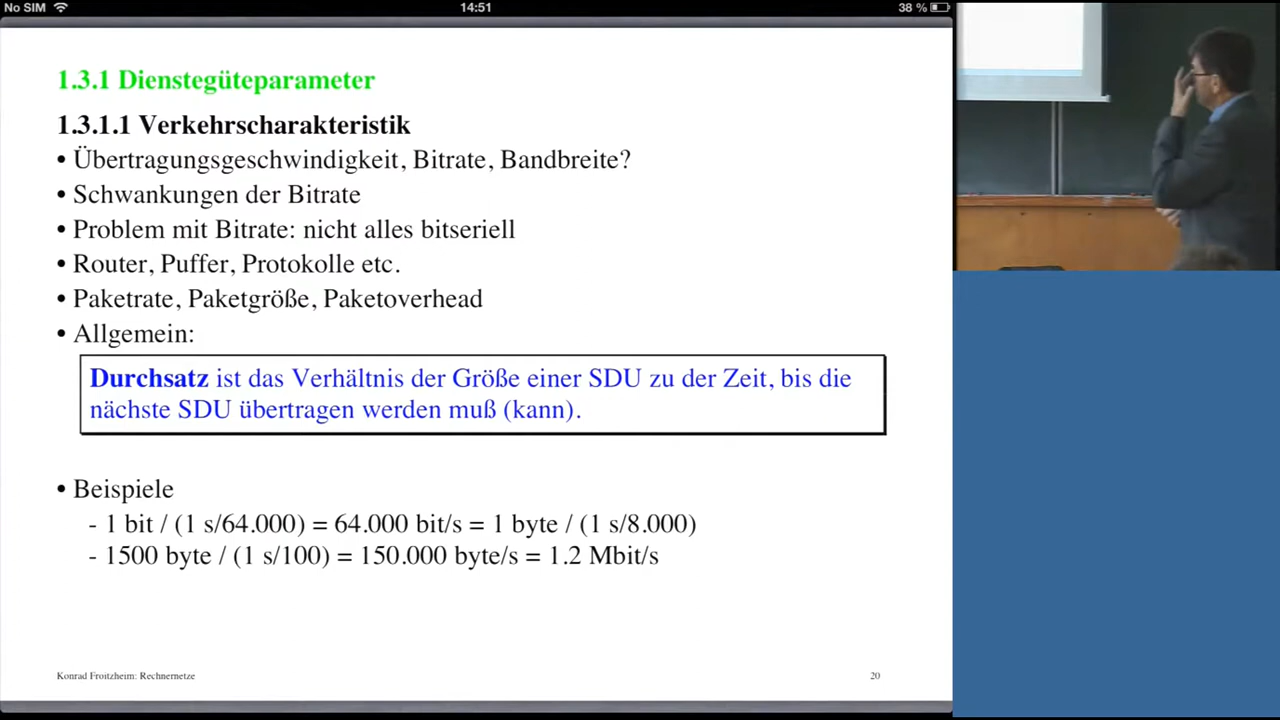 No SIM 14:51 38 %
1.3.1 Dienstegüteparameter
1.3.1.1 Verkehrscharakteristik
• Übertragungsgeschwindigkeit, Bitrate, Bandbreite?
• Schwankungen der Bitrate
• Problem mit Bitrate: nicht alles bitseriell
• Router, Puffer, Protokolle etc.
• Paketrate, Paketgröße, Paketoverhead
• Allgemein:
Durchsatz ist das Verhältnis der Größe einer SDU zu der Zeit, bis die
nächste SDU übertragen werden muß (kann).
• Beispiele
- 1 bit / (1 s/64.000) = 64.000 bit/s = 1 byte / (1 s/8.000)
- 1500 byte / (1 s/100) = 150.000 byte/s = 1.2 Mbit/s
Konrad Froitzheim: Rechnernetze 20